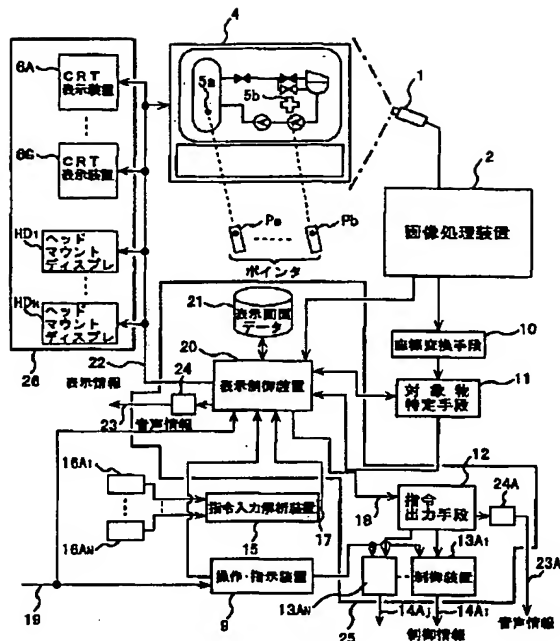 4
6A
CRT
表示装置
5a
5b
1
6G
CRT
表示装置
2
画像処理装置
HD1
ヘッド
マウント
ディスプレ
Pa
Pb
ポインタ
HDK
ヘッド
マウント
ディスプレ
21
表示画面
データ
10
座標変換手段
26
22
表示情報
20
表示制御装置
11
対象物
特定手段
24
23
音声情報
12
指令
出力手段
18
24A
16A1
16AN
指令入力解析装置
15
17
13A1
制御装置
23A
操作・指示装置
9
13AN
19
25
14Aj
14A1
制御情報
音声情報